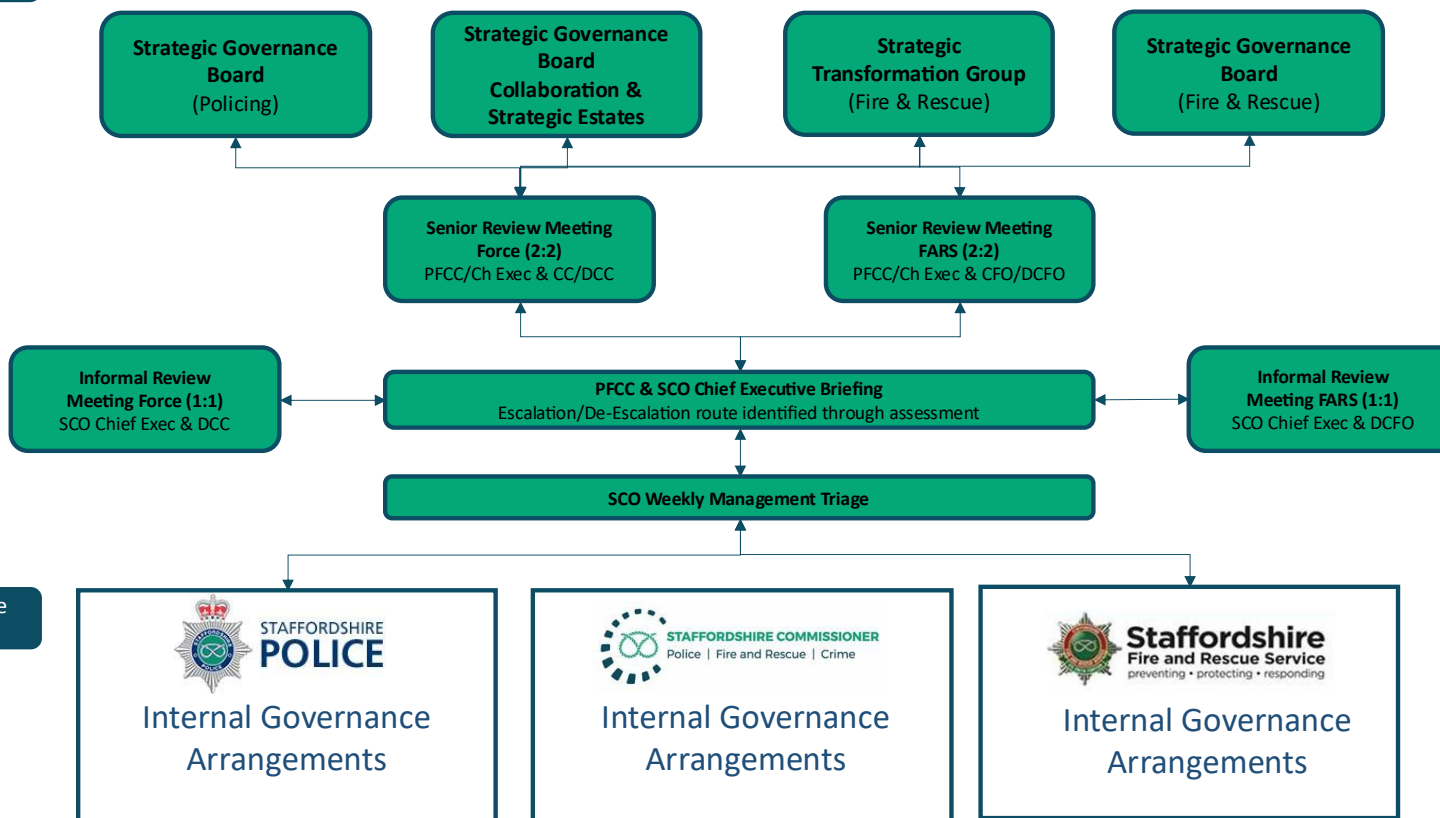 Strategic Governance
Board
(Policing)
Strategic Governance
Board
Collaboration &
Strategic Estates
Strategic
Transformation Group
(Fire & Rescue)
Strategic Governance
Board
(Fire & Rescue)
Senior Review Meeting
Force (2:2)
PFCC/Ch Exec & CC/DCC
Senior Review Meeting
FARS (2:2)
PFCC/Ch Exec & CFO/DCFO
Informal Review
Meeting Force (1:1)
SCO Chief Exec & DCC
PFCC & SCO Chief Executive Briefing
Escalation/De-Escalation route identified through assessment
Informal Review
Meeting FARS (1:1)
SCO Chief Exec & DCFO
SCO Weekly Management Triage
STAFFORDSHIRE
POLICE
Internal Governance
Arrangements
STAFFORDSHIRE COMMISSIONER
Police | Fire and Rescue | Crime
Internal Governance
Arrangements
Staffordshire
Fire and Rescue Service
preventing • protecting • responding
Internal Governance
Arrangements